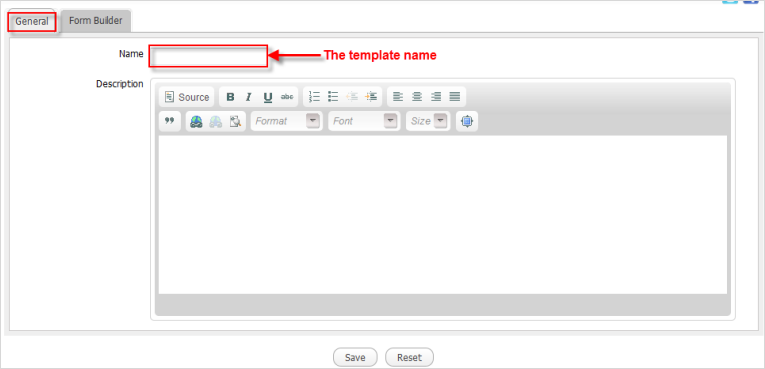 General Form Builder
Name The template name
Description
Source B I U abc
Format Font Size
Save Reset